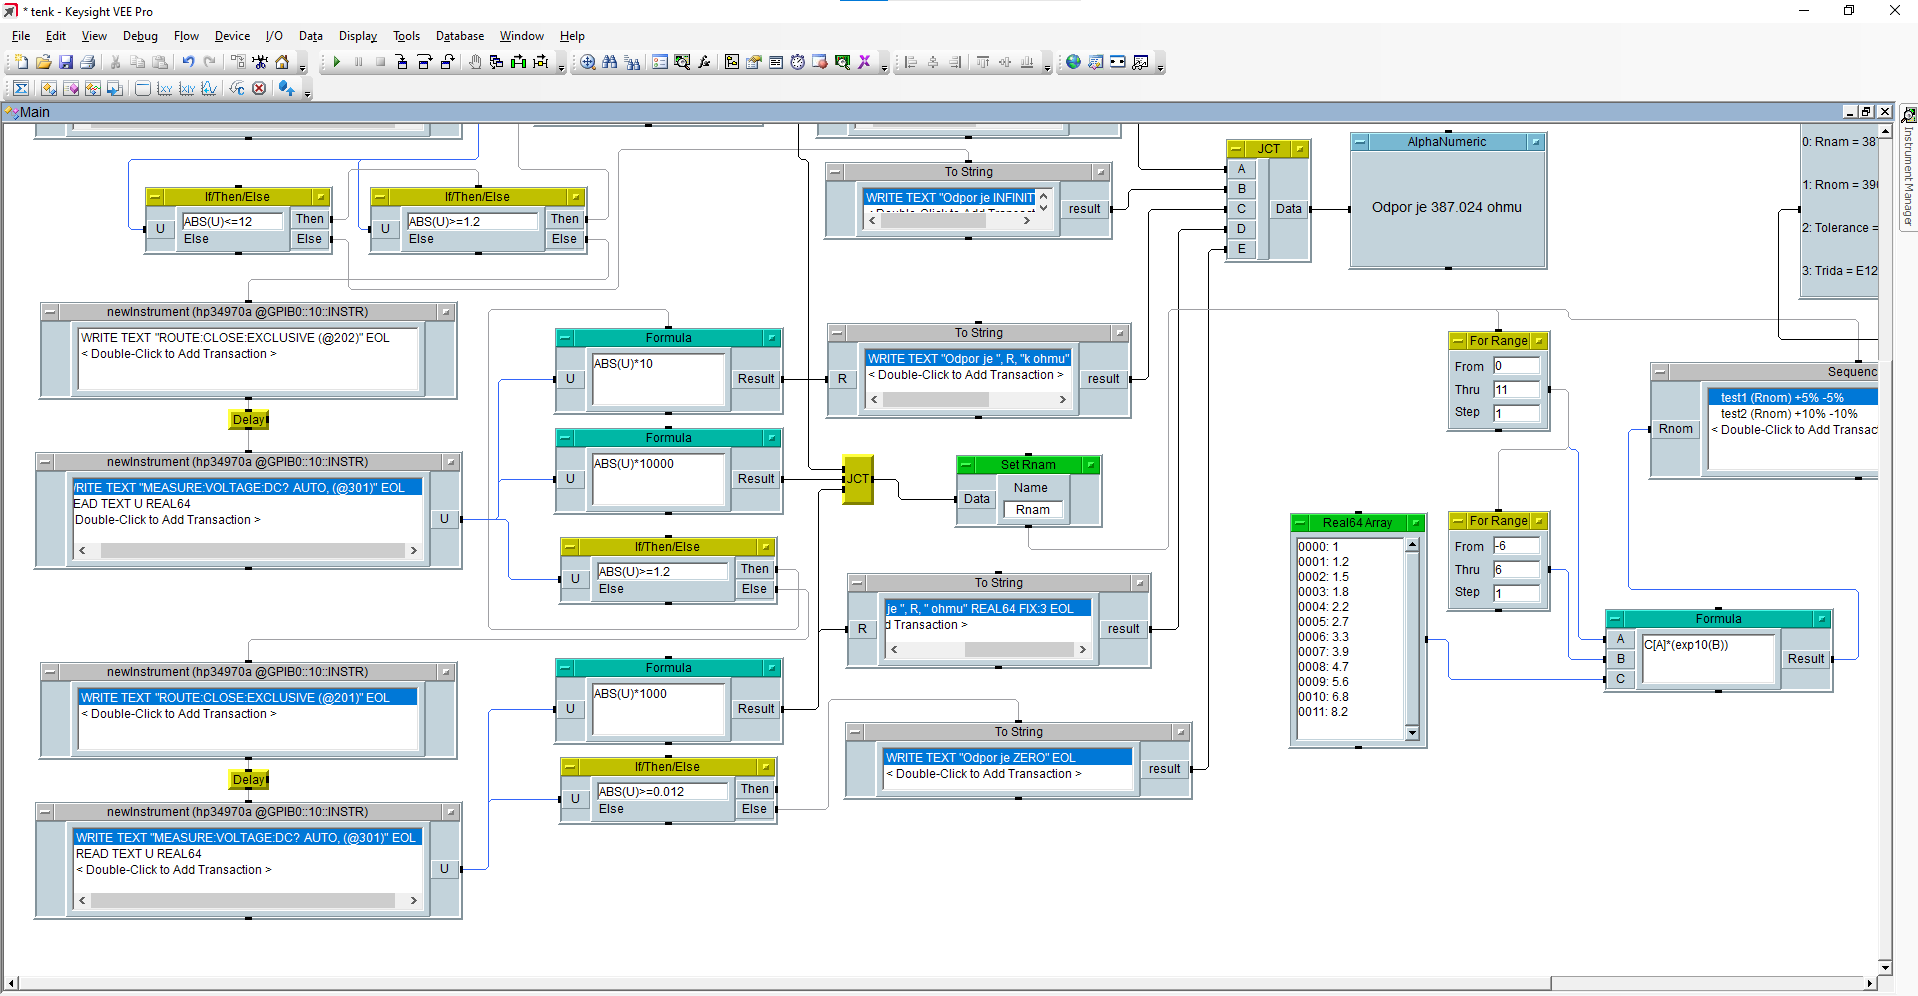 * tenk - Keysight VEE Pro
File Edit View Debug Flow Device I/O Data Display Tools Database Window Help
Main
Instrument Manager
If/Then/Else
U
ABS(U)<=12
Then
Else
Else
If/Then/Else
U
ABS(U)>=1.2
Then
Else
Else
To String
WRITE TEXT "Odpor je INFINIT
result
JCT
A
B
C
D
E
Data
AlphaNumeric
Odpor je 387.024 ohmu
0: Rnam = 38
1: Rnom = 39
2: Tolerance =
3: Trida = E12
newInstrument (hp34970a @GPIB0::10::INSTR)
WRITE TEXT "ROUTE:CLOSE:EXCLUSIVE (@202)" EOL
< Double-Click to Add Transaction >
Delay
newInstrument (hp34970a @GPIB0::10::INSTR)
RITE TEXT "MEASURE:VOLTAGE:DC? AUTO, (@301)" EOL
EAD TEXT U REAL64
Double-Click to Add Transaction >
U
Formula
U
ABS(U)*10
Result
Formula
U
ABS(U)*10000
Result
If/Then/Else
U
ABS(U)>=1.2
Then
Else
Else
To String
R
WRITE TEXT "Odpor je ", R, "k ohmu"
< Double-Click to Add Transaction >
result
JCT
Set Rnam
Data
Name
Rnam
To String
R
je ", R, " ohmu" REAL64 FIX:3 EOL
d Transaction >
result
For Range
From 0
Thru 11
Step 1
For Range
From -6
Thru 6
Step 1
Sequenc
Rnom
test1 (Rnom) +5% -5%
test2 (Rnom) +10% -10%
< Double-Click to Add Transac
Real64 Array
0000: 1
0001: 1.2
0002: 1.5
0003: 1.8
0004: 2.2
0005: 2.7
0006: 3.3
0007: 3.9
0008: 4.7
0009: 5.6
0010: 6.8
0011: 8.2
Formula
A
B
C
C[A]*(exp10(B))
Result
newInstrument (hp34970a @GPIB0::10::INSTR)
WRITE TEXT "ROUTE:CLOSE:EXCLUSIVE (@201)" EOL
< Double-Click to Add Transaction >
Delay
newInstrument (hp34970a @GPIB0::10::INSTR)
WRITE TEXT "MEASURE:VOLTAGE:DC? AUTO, (@301)" EOL
READ TEXT U REAL64
< Double-Click to Add Transaction >
U
Formula
U
ABS(U)*1000
Result
If/Then/Else
U
ABS(U)>=0.012
Then
Else
Else
To String
WRITE TEXT "Odpor je ZERO" EOL
< Double-Click to Add Transaction >
result